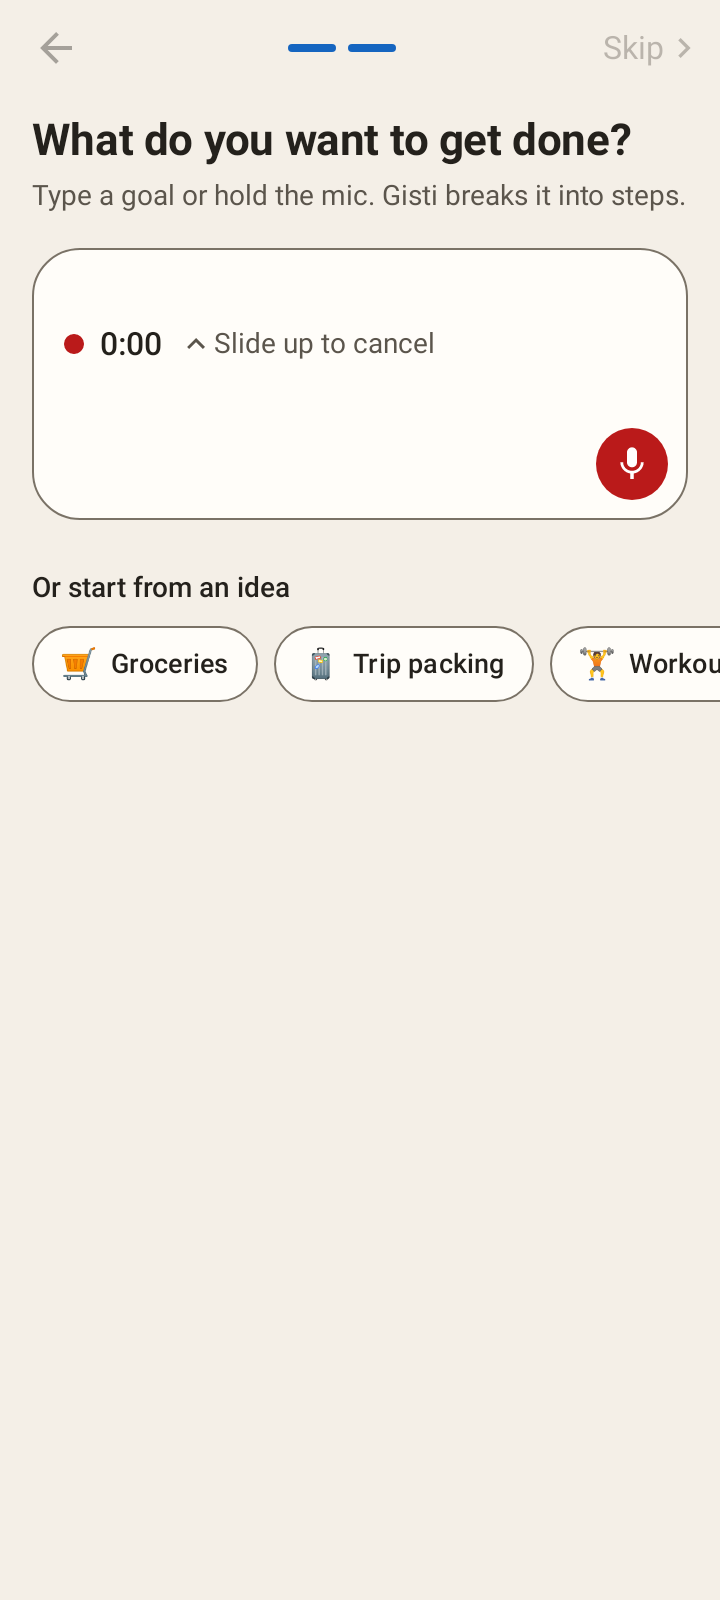 Skip
What do you want to get done?
Type a goal or hold the mic. Gisti breaks it into steps.
0:00 Slide up to cancel
Or start from an idea
Groceries Trip packing Workou